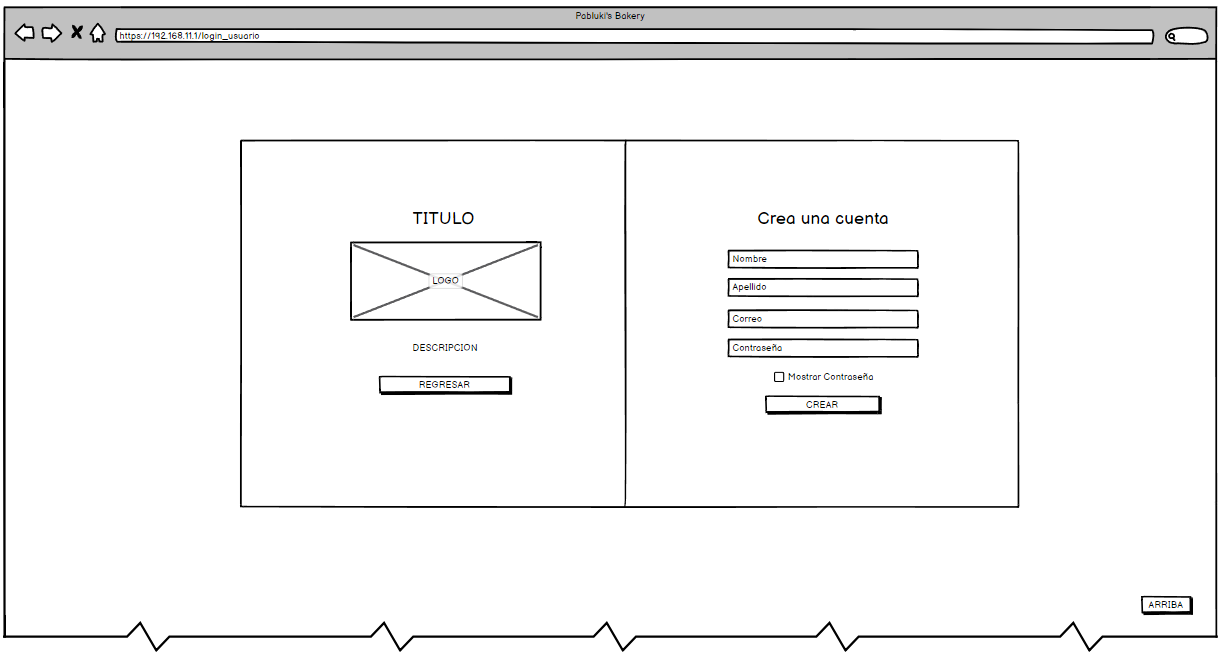 Pabluki's Bakery
https://192.168.11.1/login_usuario
TITULO
LOGO
DESCRIPCION
REGRESAR
Crea una cuenta
Nombre
Apellido
Correo
Contraseña
Mostrar Contraseña
CREAR
ARRIBA